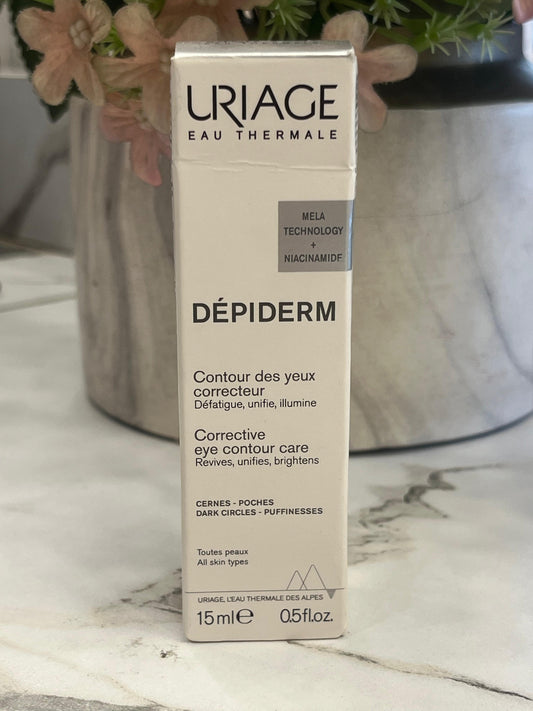 URIAGE
EAU THERMALE
MELA
TECHNOLOGY
+
NIACINAMIDE
DÉPIDERM
Contour des yeux
correcteur
Défatigue, unifie, illumine
Corrective
eye contour care
Revives, unifies, brightens
CERNES - POCHES
DARK CIRCLES - PUFFINESSES
Toutes peaux
All skin types
URIAGE, L'EAU THERMALE DES ALPES
15 ml℮ 0.5fl.oz.